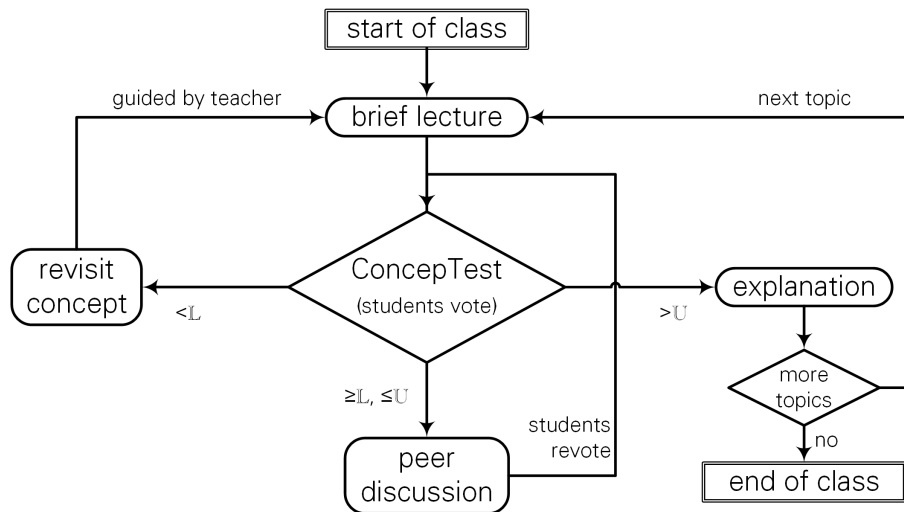 start of class
guided by teacher
brief lecture
next topic
revisit
concept
ConcepTest
(students vote)
explanation
<𝕃
>𝕌
≥𝕃, ≤𝕌
more
topics
students
revote
no
peer
discussion
end of class